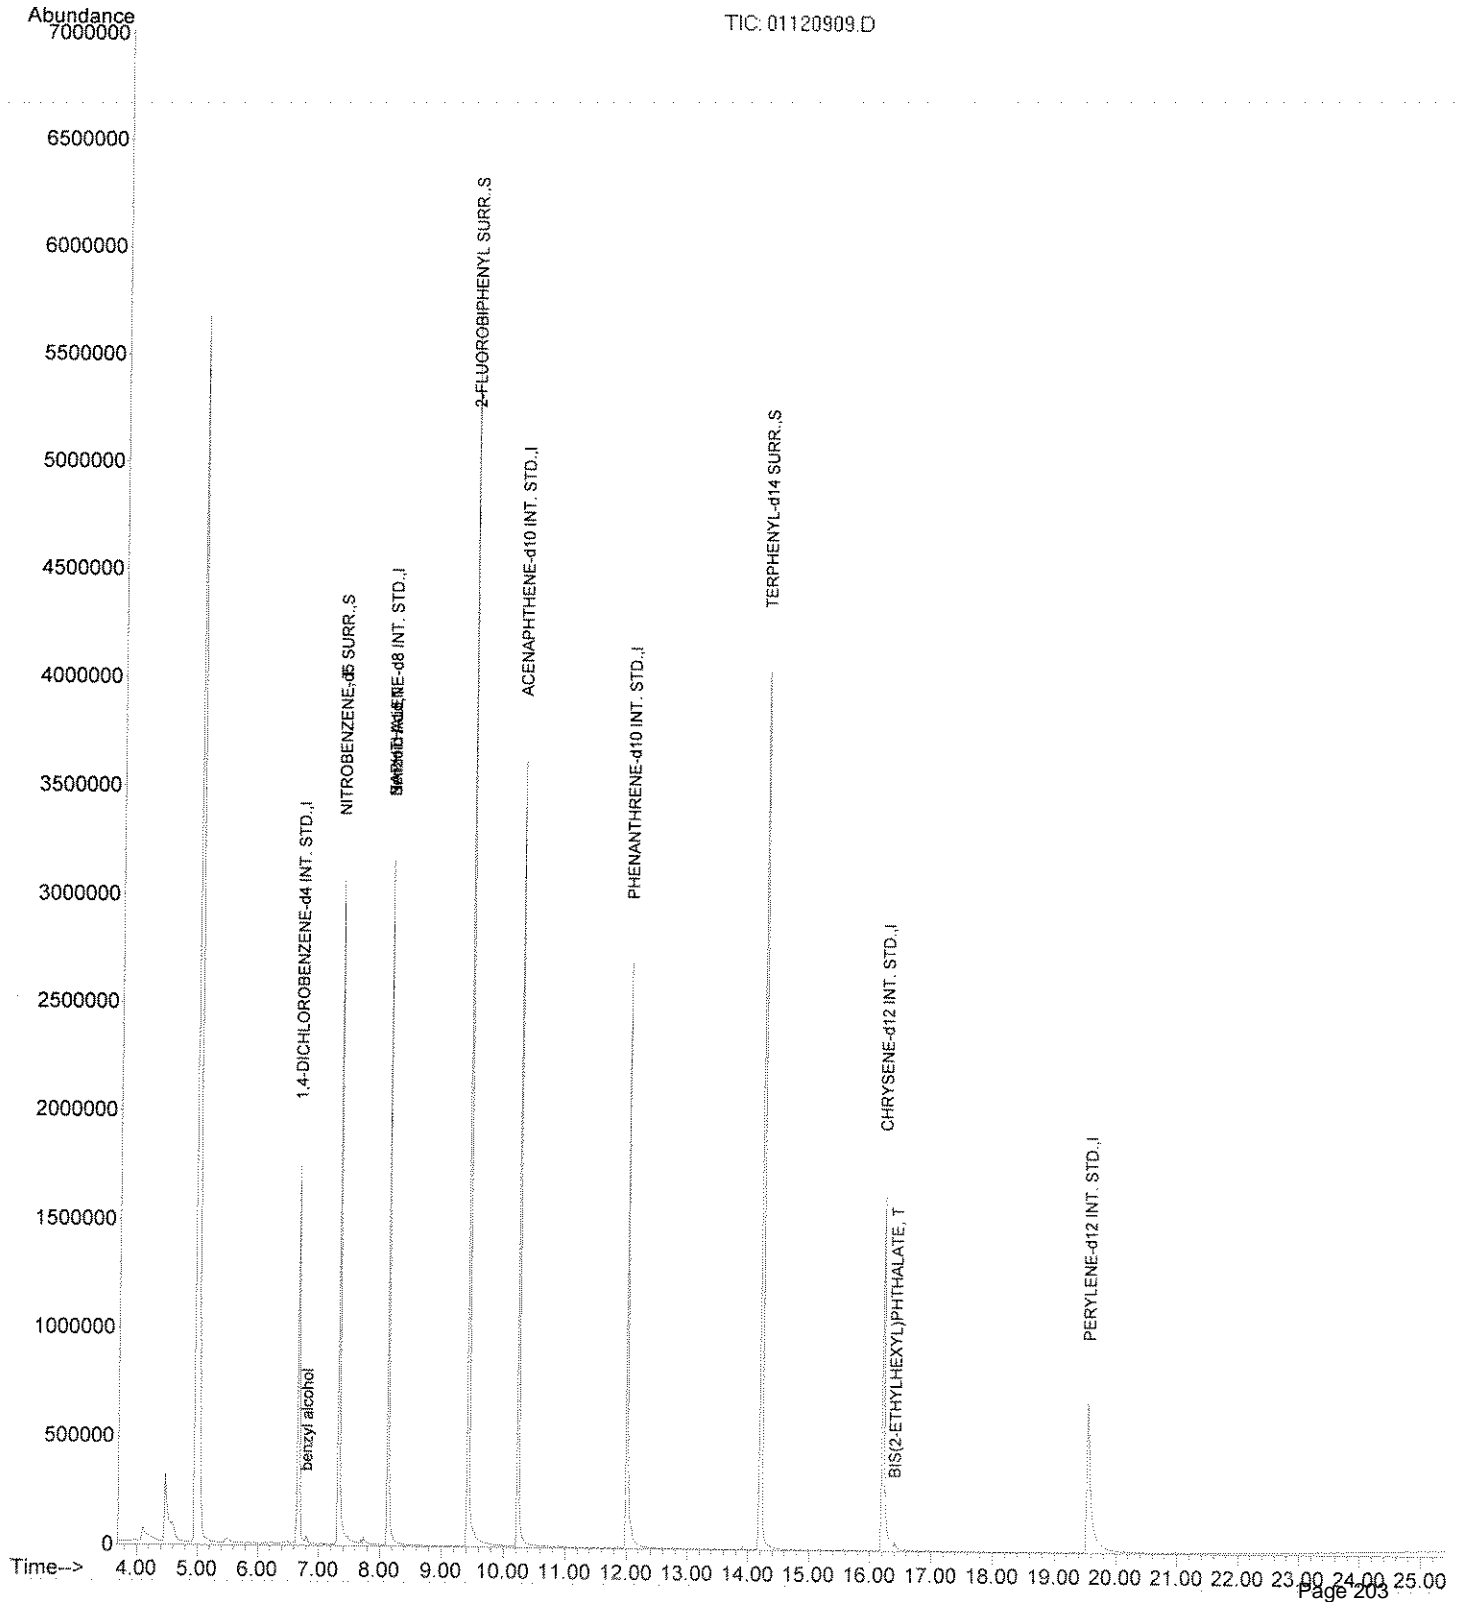 Abundance
TIC: 01120909.D
7000000
6500000
6000000
5500000
5000000
4500000
4000000
3500000
3000000
2500000
2000000
1500000
1000000
500000
0
1,4-DICHLOROBENZENE-d4 INT. STD.,I
benzyl alcohol
NITROBENZENE-d5 SURR.,S
NAPHTHALENE-d8 INT. STD.,I
2-FLUOROBIPHENYL SURR.,S
ACENAPHTHENE-d10 INT. STD.,I
PHENANTHRENE-d10 INT. STD.,I
TERPHENYL-d14 SURR.,S
CHRYSENE-d12 INT. STD.,I
BIS(2-ETHYLHEXYL)PHTHALATE, T
PERYLENE-d12 INT. STD.,I
Time--> 4.00 5.00 6.00 7.00 8.00 9.00 10.00 11.00 12.00 13.00 14.00 15.00 16.00 17.00 18.00 19.00 20.00 21.00 22.00 23.00 24.00 25.00
Page 203